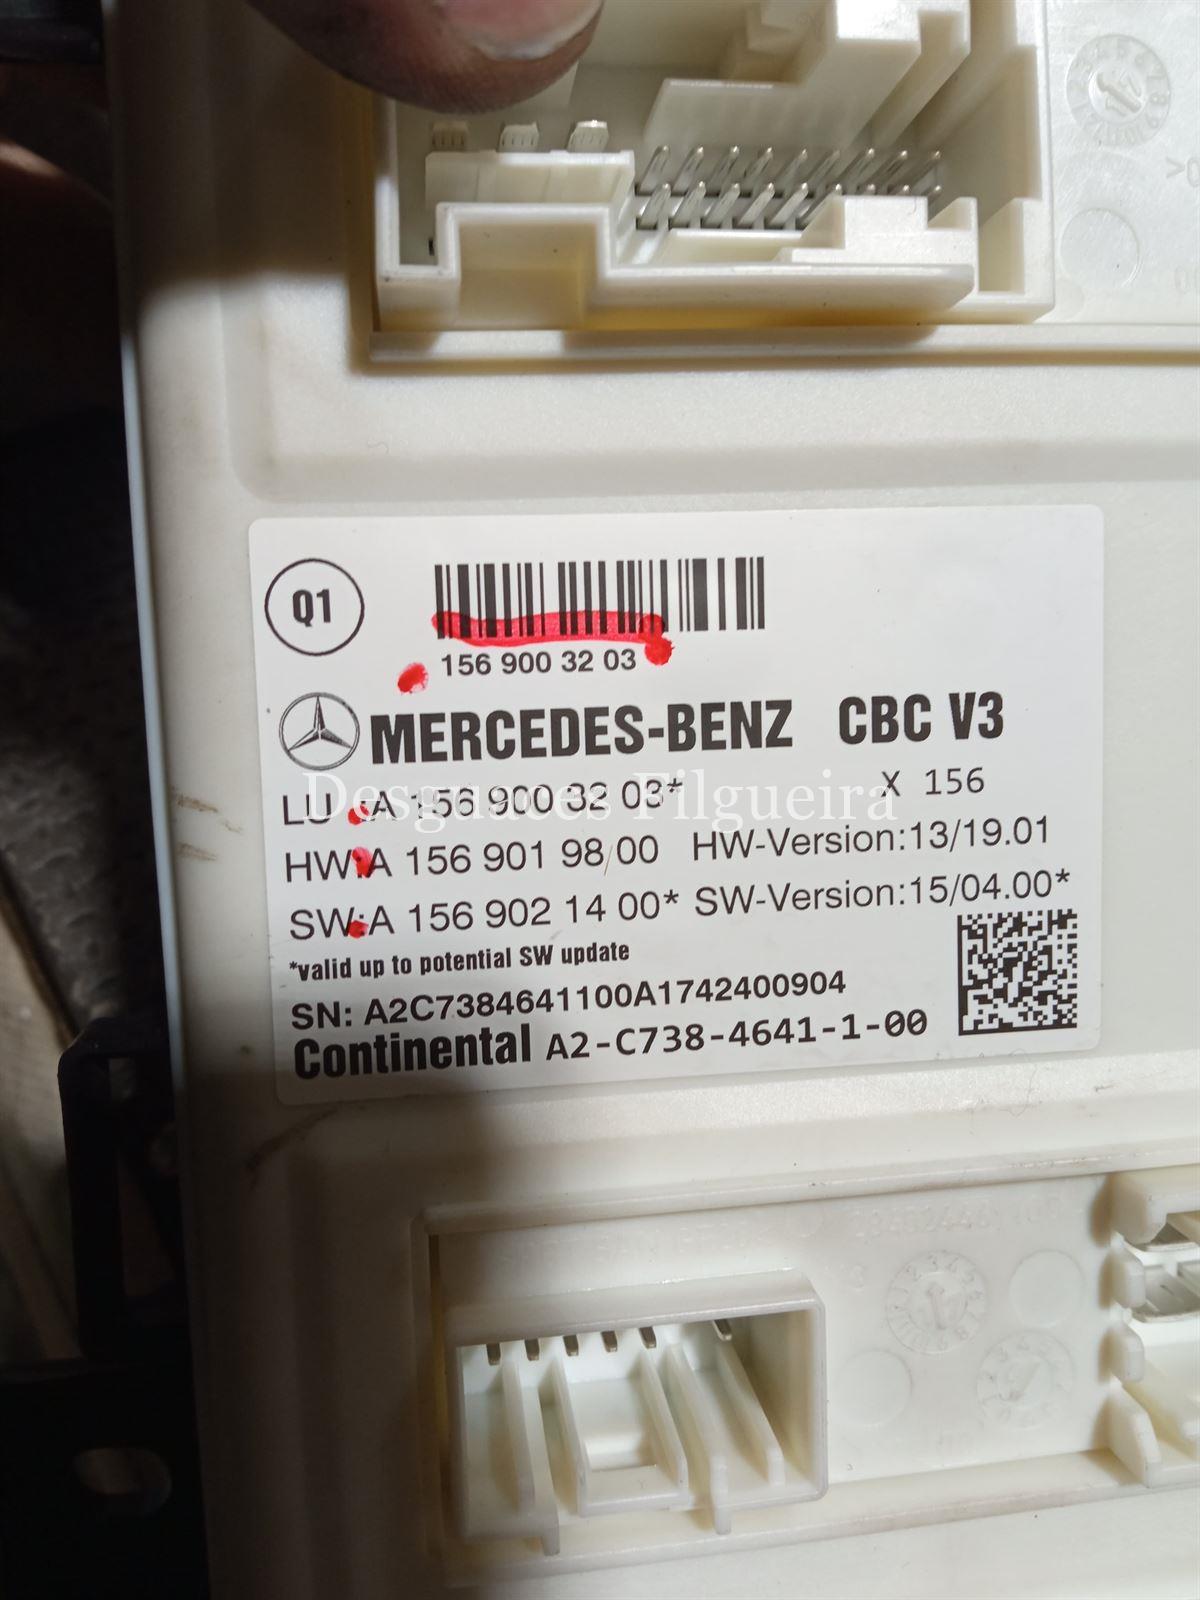 Q1
156 900 32 03
MERCEDES-BENZ CBC V3
LU :A 156 900 32 03* X 156
Desguaces Filgueira
HW:A 156 901 98/00 HW-Version:13/19.01
SW:A 156 902 14 00* SW-Version:15/04.00*
*valid up to potential SW update
SN: A2C7384641100A1742400904
Continental A2-C738-4641-1-00